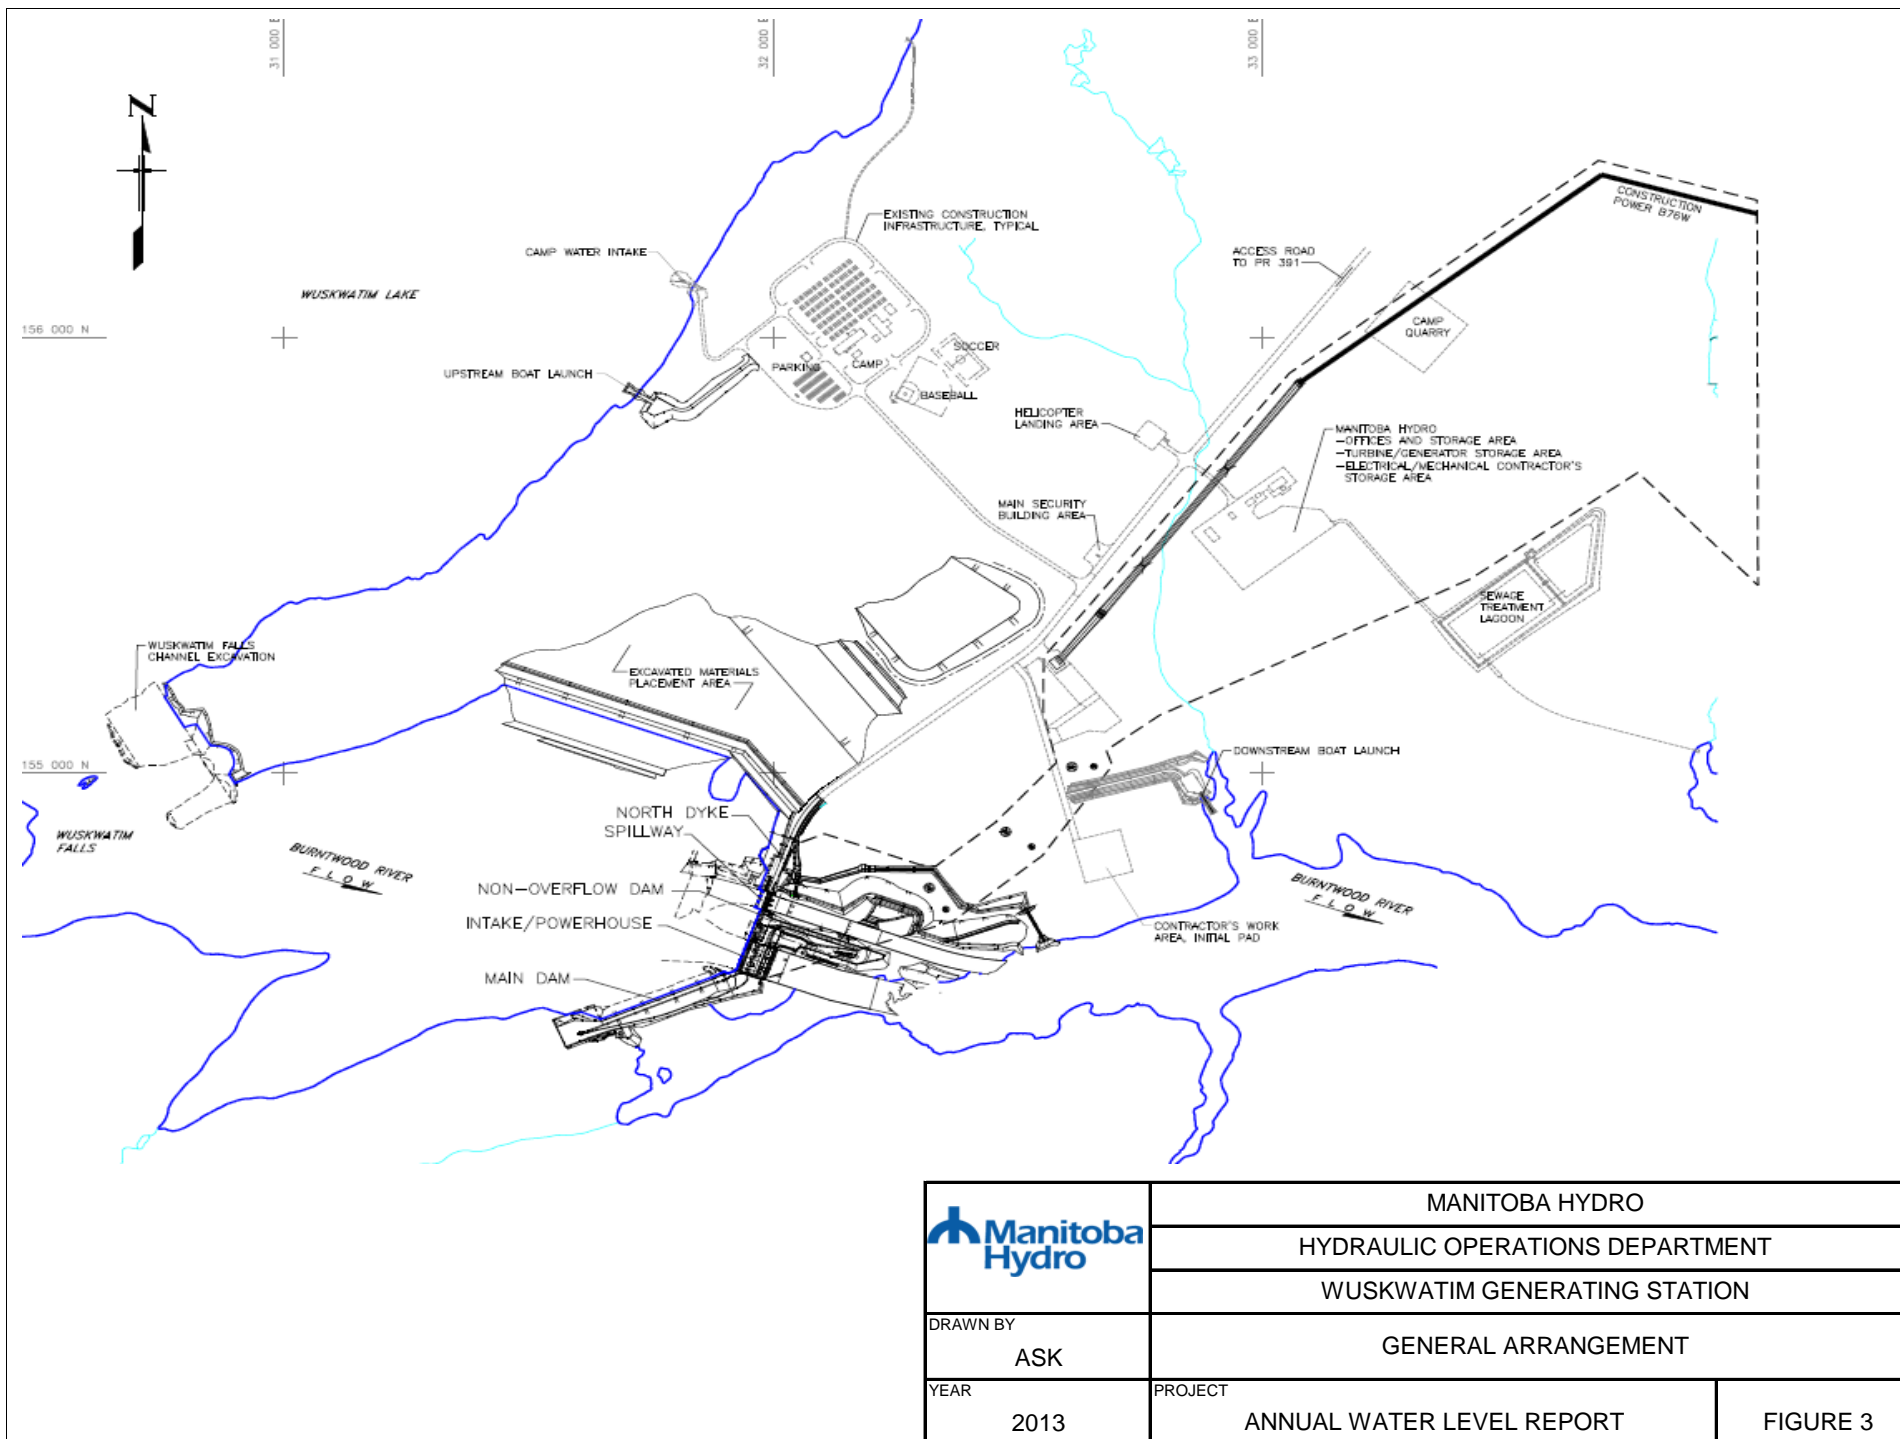 31 000 E
32 000 E
33 000 E
N
EXISTING CONSTRUCTION
INFRASTRUCTURE, TYPICAL
CAMP WATER INTAKE
WUSKWATIM LAKE
156 000 N
UPSTREAM BOAT LAUNCH
PARKING
CAMP
SOCCER
BASEBALL
CONSTRUCTION
POWER B76W
ACCESS ROAD
TO PR 391
CAMP
QUARRY
HELICOPTER
LANDING AREA
MANITOBA HYDRO
-OFFICES AND STORAGE AREA
-TURBINE/GENERATOR STORAGE AREA
-ELECTRICAL/MECHANICAL CONTRACTOR'S
STORAGE AREA
MAIN SECURITY
BUILDING AREA
SEWAGE
TREATMENT
LAGOON
WUSKWATIM FALLS
CHANNEL EXCAVATION
EXCAVATED MATERIALS
PLACEMENT AREA
155 000 N
DOWNSTREAM BOAT LAUNCH
WUSKWATIM
FALLS
BURNTWOOD RIVER
FLOW
NORTH DYKE
SPILLWAY
NON-OVERFLOW DAM
INTAKE/POWERHOUSE
MAIN DAM
BURNTWOOD RIVER
FLOW
CONTRACTOR'S WORK
AREA, INITIAL PAD
Manitoba
Hydro
MANITOBA HYDRO
HYDRAULIC OPERATIONS DEPARTMENT
WUSKWATIM GENERATING STATION
DRAWN BY
ASK
GENERAL ARRANGEMENT
YEAR
2013
PROJECT
ANNUAL WATER LEVEL REPORT
FIGURE 3